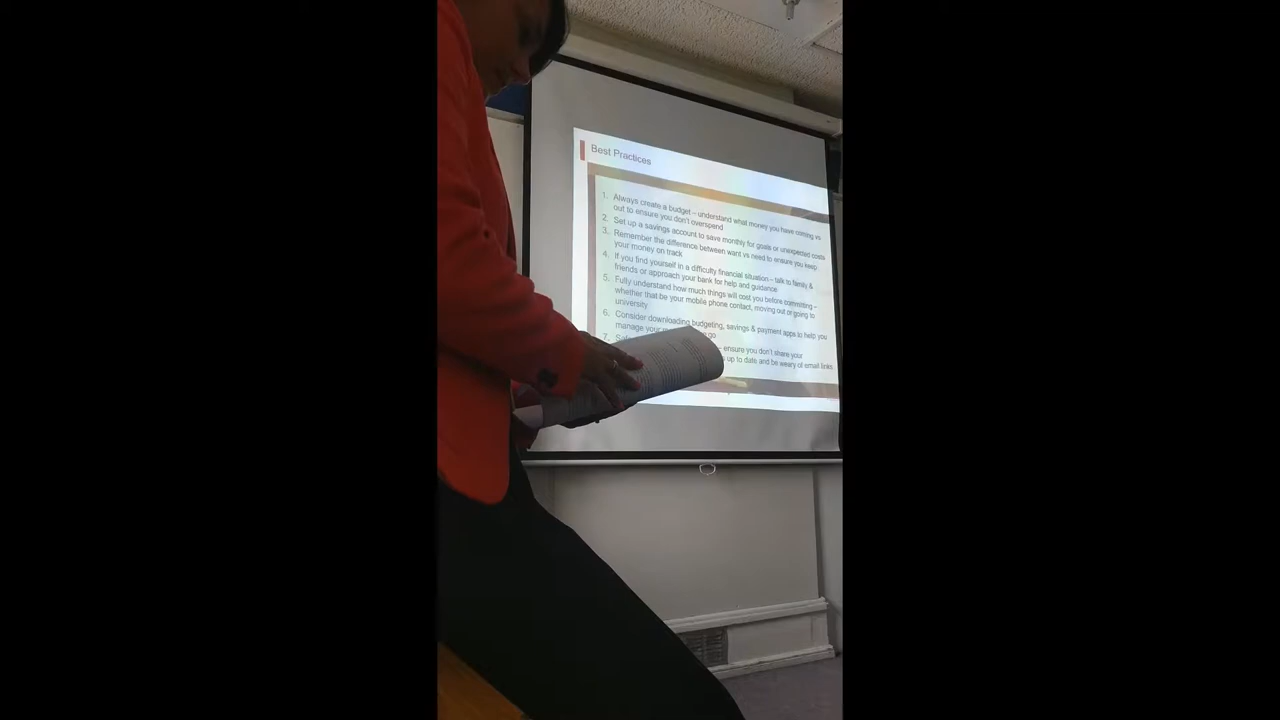 Best Practices
1. Always create a budget – understand what money you have coming vs
out to ensure you don't overspend
2. Set up a savings account to save monthly for goals or unexpected costs
3. Remember the difference between want vs need to ensure you keep
your money on track
4. If you find yourself in a difficulty financial situation – talk to family &
friends or approach your bank for help and guidance
5. Fully understand how much things will cost you before committing –
whether that be your mobile phone contact, moving out or going to
university
6. Consider downloading budgeting, savings & payment apps to help you
manage your go
7. – ensure you don't share your
up to date and be weary of email links